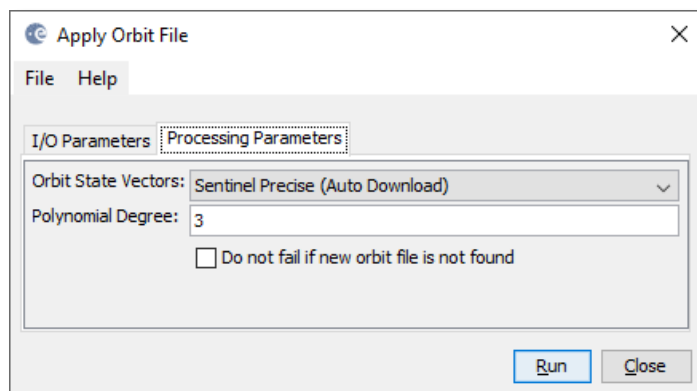 Apply Orbit File
File Help
I/O Parameters Processing Parameters
Orbit State Vectors: Sentinel Precise (Auto Download)
Polynomial Degree: 3
Do not fail if new orbit file is not found
Run Close